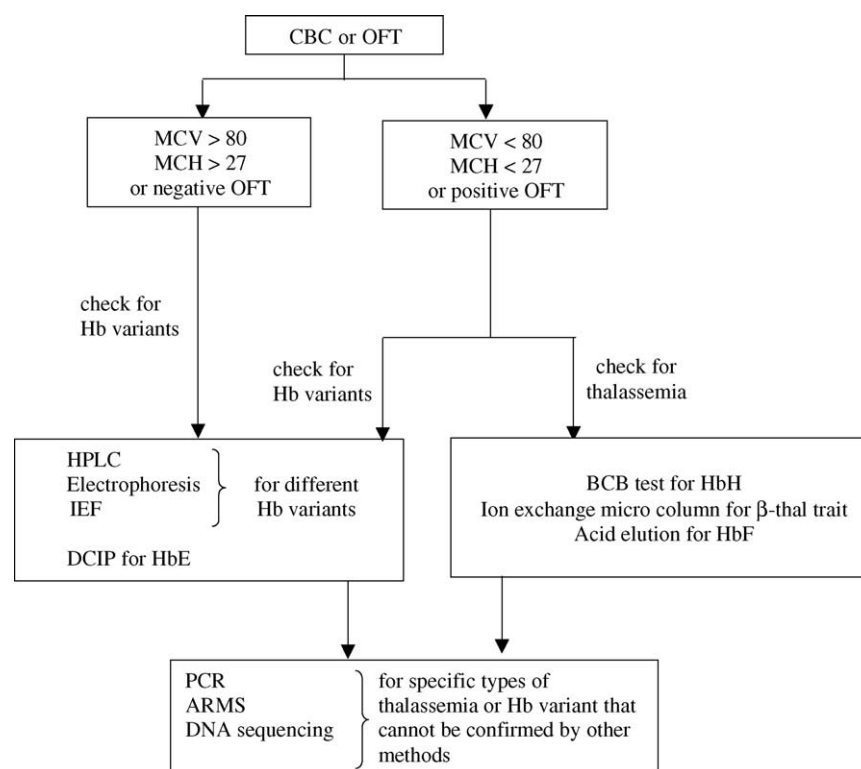 CBC or OFT
MCV > 80
MCH > 27
or negative OFT
MCV < 80
MCH < 27
or positive OFT
check for
Hb variants
check for
Hb variants
check for
thalassemia
HPLC
Electrophoresis
IEF
for different
Hb variants
DCIP for HbE
BCB test for HbH
Ion exchange micro column for β-thal trait
Acid elution for HbF
PCR
ARMS
DNA sequencing
for specific types of
thalassemia or Hb variant that
cannot be confirmed by other
methods